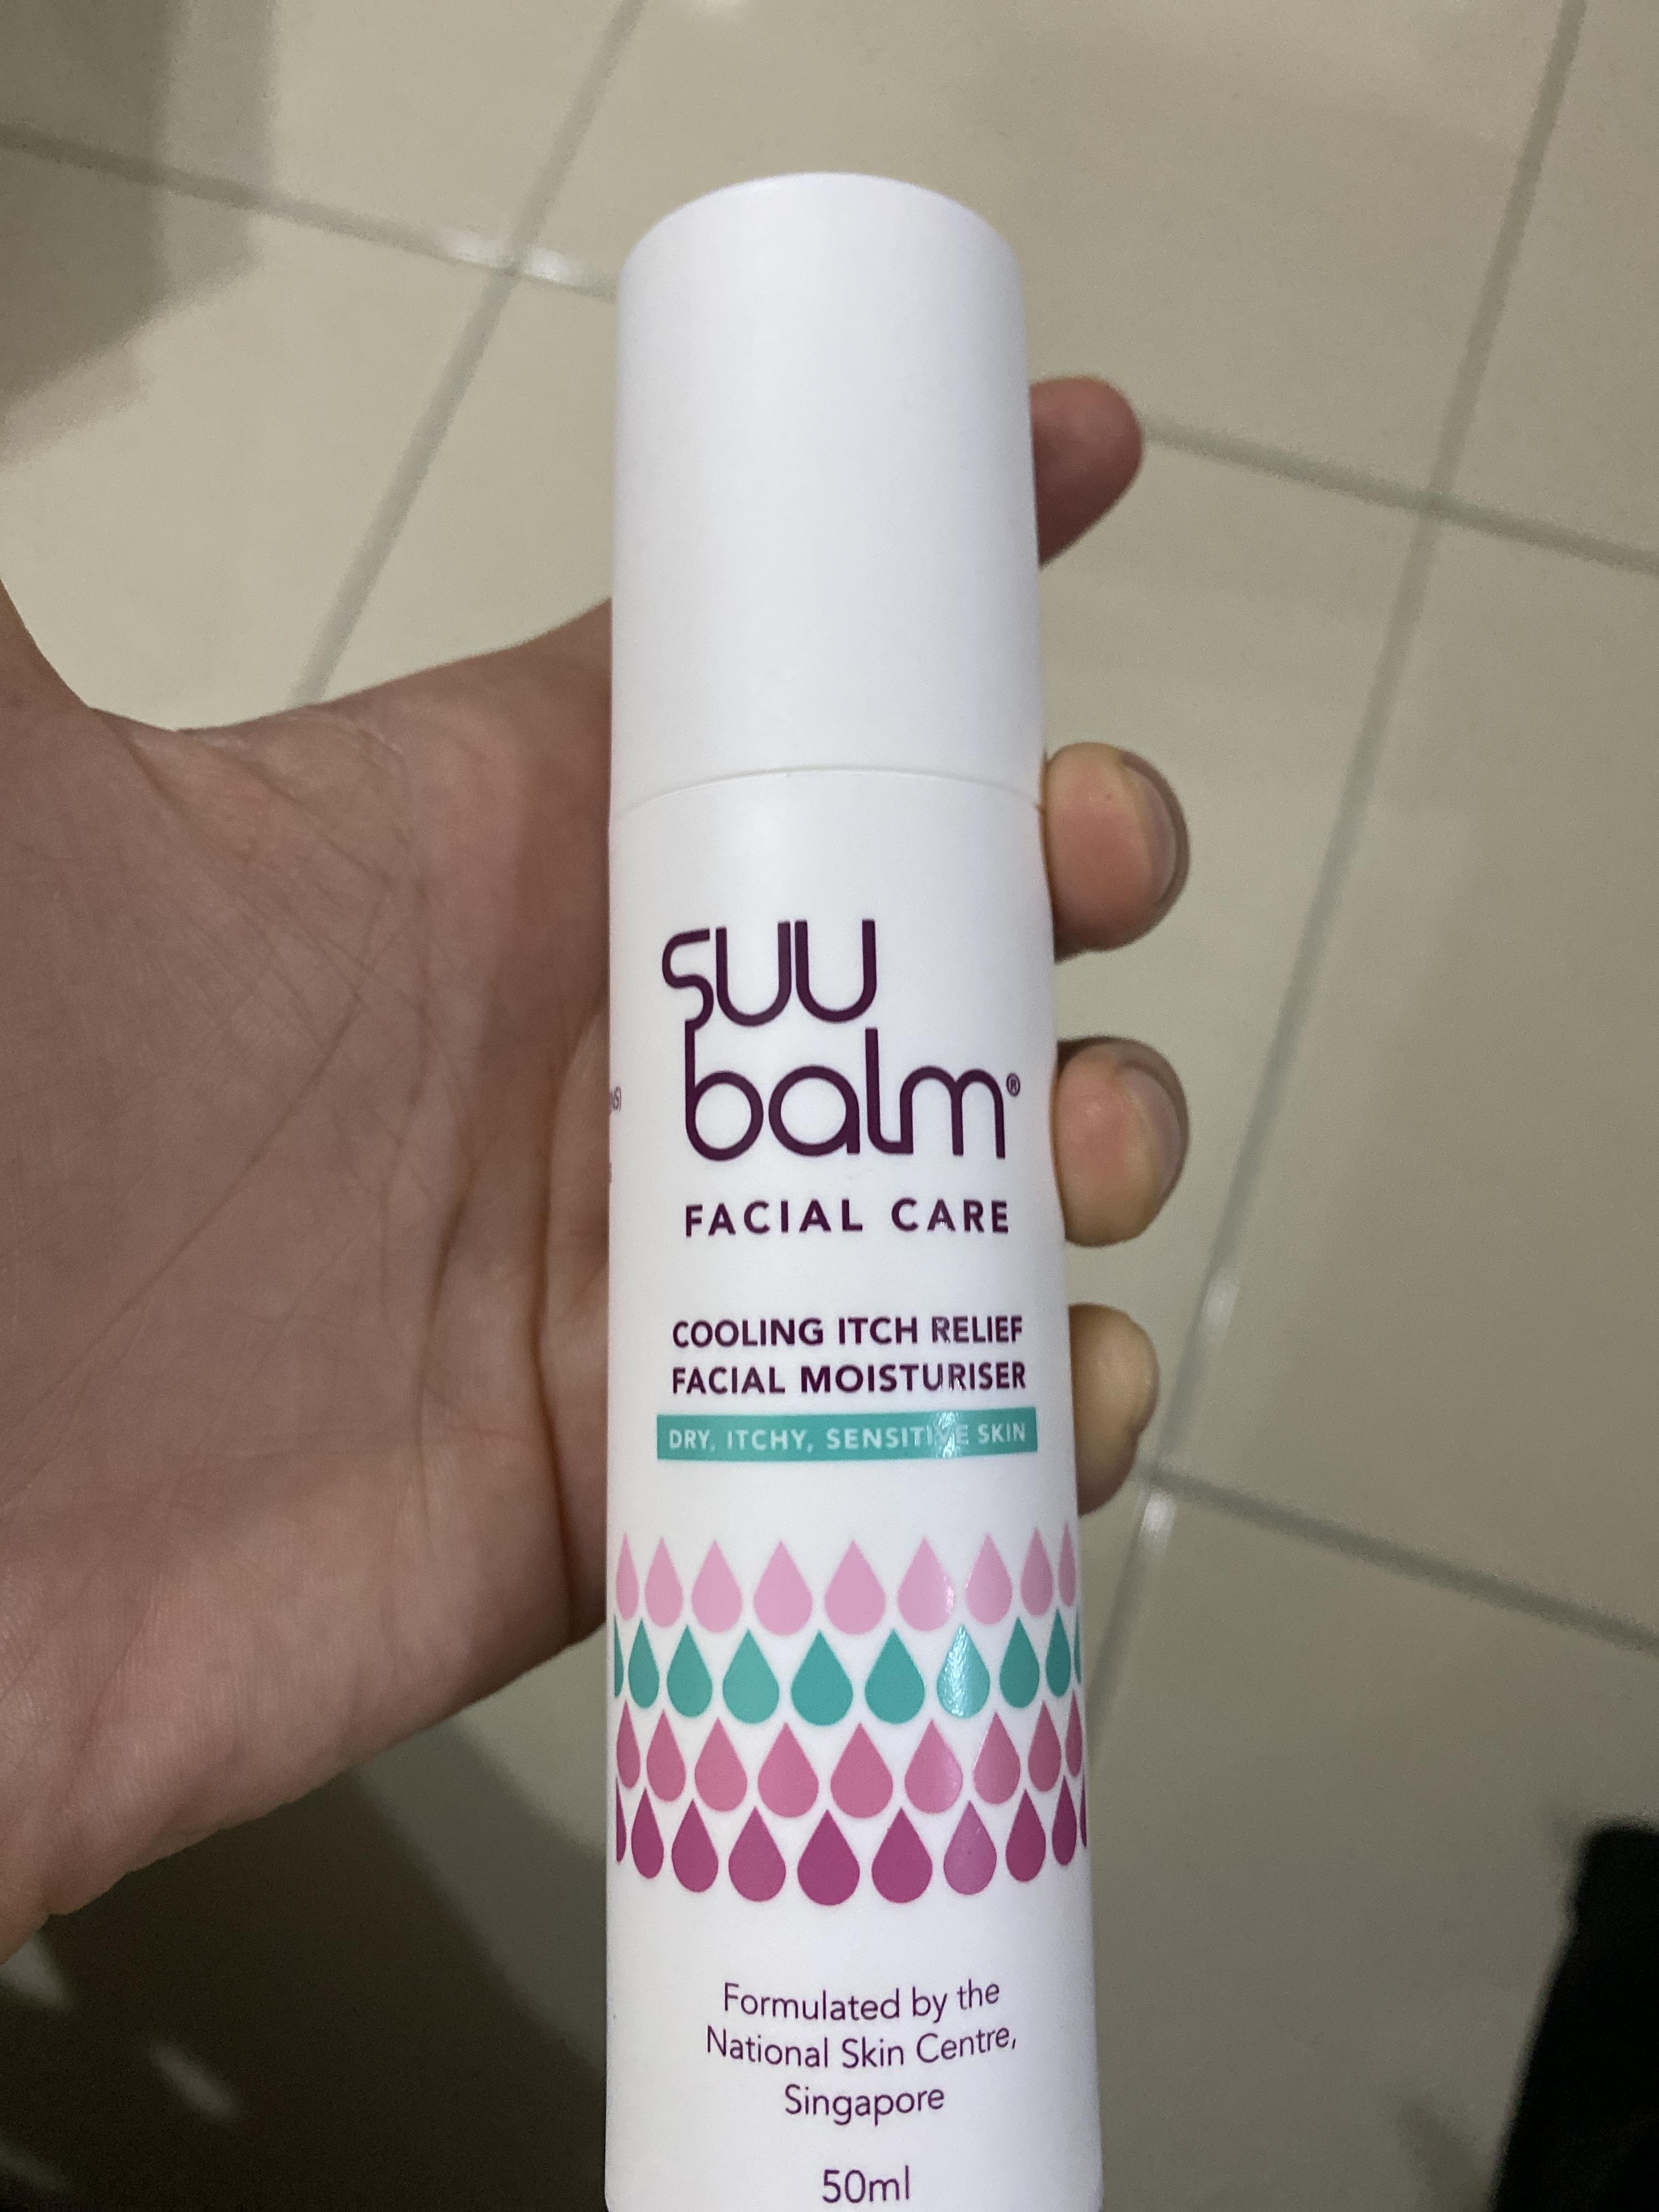 suu
balm®
FACIAL CARE
COOLING ITCH RELIEF
FACIAL MOISTURISER
DRY, ITCHY, SENSITIVE SKIN
Formulated by the
National Skin Centre,
Singapore
50ml